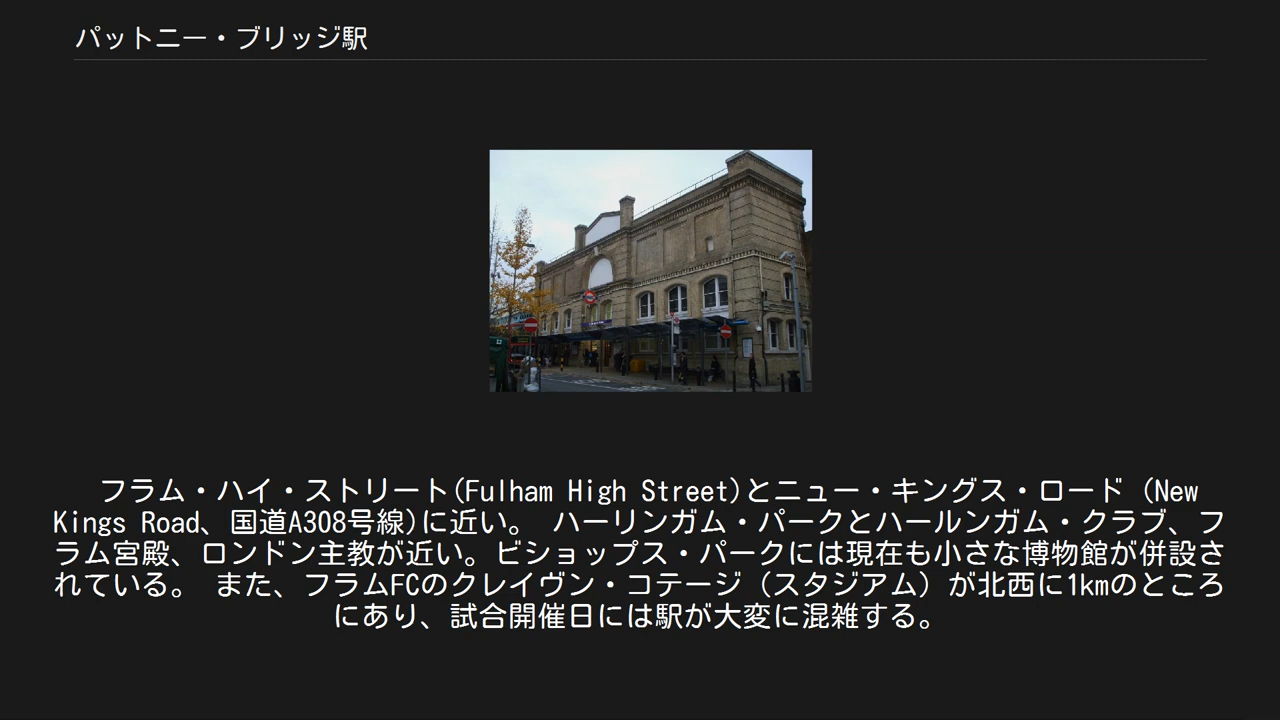 パットニー・ブリッジ駅
フラム・ハイ・ストリート(Fulham High Street)とニュー・キングス・ロード（New
Kings Road、国道A308号線)に近い。 ハーリンガム・パークとハールンガム・クラブ、フ
ラム宮殿、ロンドン主教が近い。ビショップス・パークには現在も小さな博物館が併設さ
れている。 また、フラムFCのクレイヴン・コテージ（スタジアム）が北西に1kmのところ
にあり、試合開催日には駅が大変に混雑する。